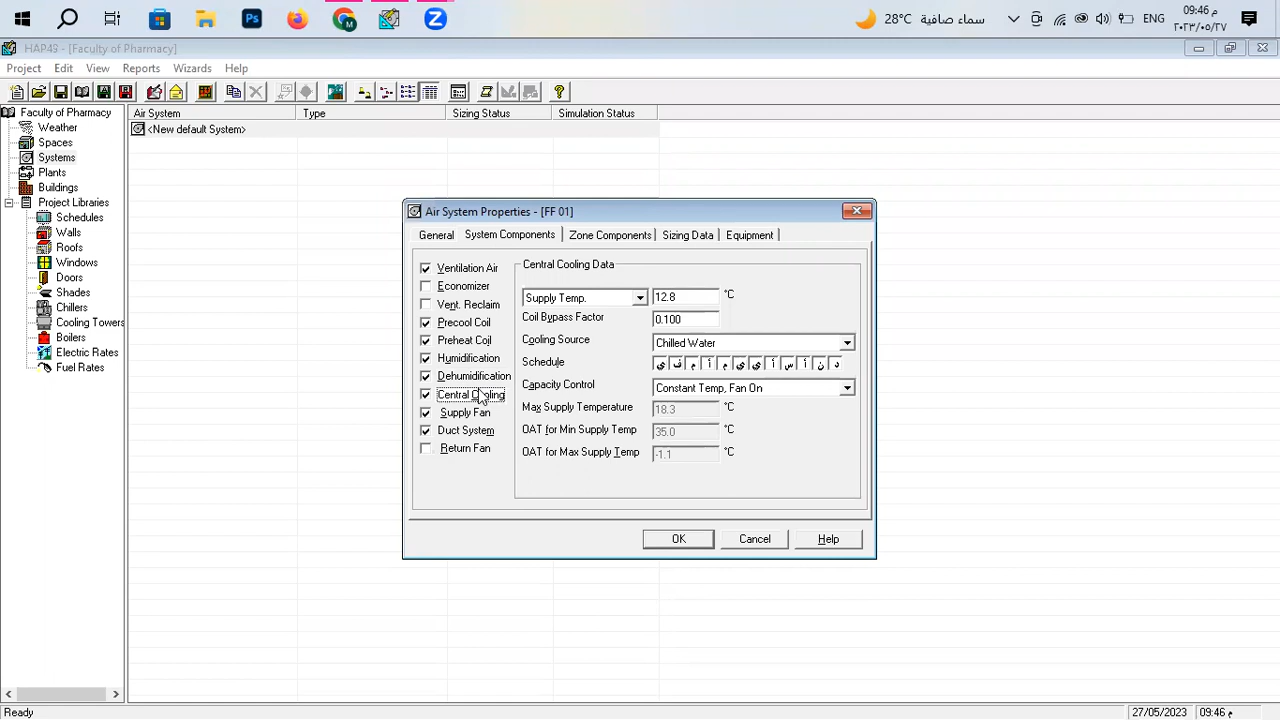 28°C سماء صافية
ENG
09:46 م
٢٠٢٣/٠٥/٢٧
HAP49 - [Faculty of Pharmacy]
Project Edit View Reports Wizards Help
Faculty of Pharmacy
Weather
Spaces
Systems
Plants
Buildings
Project Libraries
Schedules
Walls
Roofs
Windows
Doors
Shades
Chillers
Cooling Towers
Boilers
Electric Rates
Fuel Rates
Air System Type Sizing Status Simulation Status
<New default System>
Air System Properties - [FF 01]
General System Components Zone Components Sizing Data Equipment
Ventilation Air
Economizer
Vent. Reclaim
Precool Coil
Preheat Coil
Humidification
Dehumidification
Central Cooling
Supply Fan
Duct System
Return Fan
Central Cooling Data
Supply Temp. 12.8 °C
Coil Bypass Factor 0.100
Cooling Source Chilled Water
Schedule ي ف م أ م ي ي أ س أ ن د
Capacity Control Constant Temp, Fan On
Max Supply Temperature 18.3 °C
OAT for Min Supply Temp 35.0 °C
OAT for Max Supply Temp -1.1 °C
OK Cancel Help
Ready
27/05/2023 09:46 م